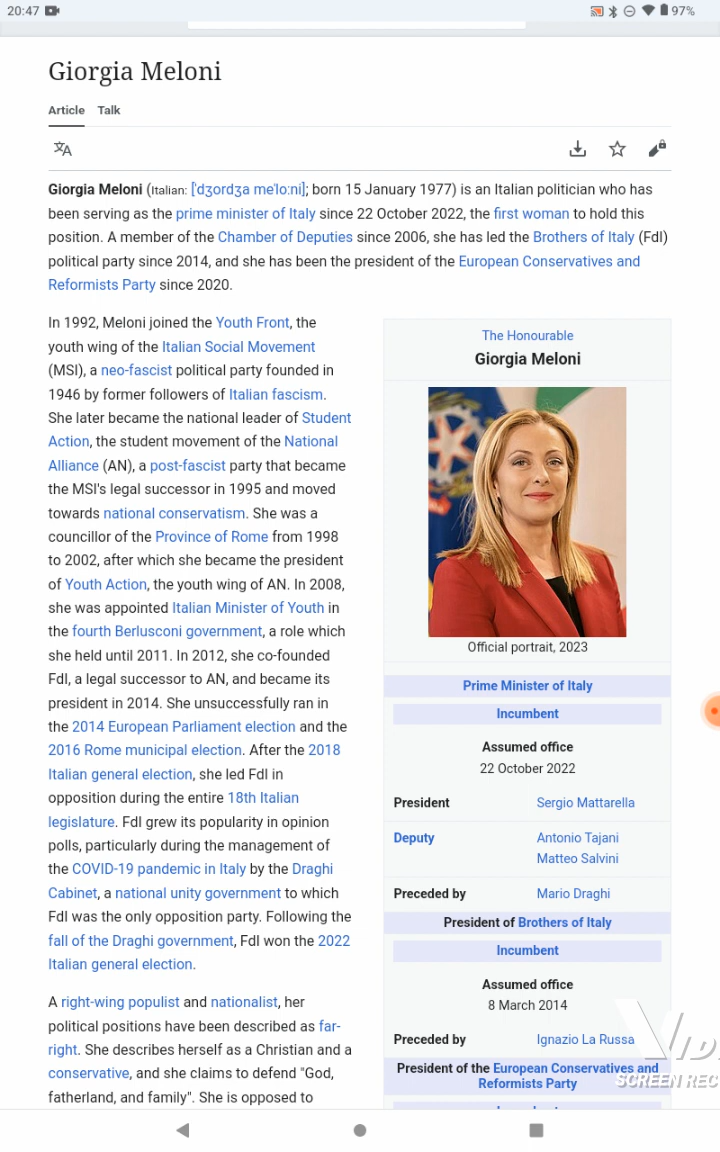 20:47
97%
Giorgia Meloni
Article Talk
Giorgia Meloni (Italian: [ˈdʒordʒa meˈloːni]; born 15 January 1977) is an Italian politician who has
been serving as the prime minister of Italy since 22 October 2022, the first woman to hold this
position. A member of the Chamber of Deputies since 2006, she has led the Brothers of Italy (FdI)
political party since 2014, and she has been the president of the European Conservatives and
Reformists Party since 2020.
In 1992, Meloni joined the Youth Front, the
youth wing of the Italian Social Movement
(MSI), a neo-fascist political party founded in
1946 by former followers of Italian fascism.
She later became the national leader of Student
Action, the student movement of the National
Alliance (AN), a post-fascist party that became
the MSI's legal successor in 1995 and moved
towards national conservatism. She was a
councillor of the Province of Rome from 1998
to 2002, after which she became the president
of Youth Action, the youth wing of AN. In 2008,
she was appointed Italian Minister of Youth in
the fourth Berlusconi government, a role which
she held until 2011. In 2012, she co-founded
FdI, a legal successor to AN, and became its
president in 2014. She unsuccessfully ran in
the 2014 European Parliament election and the
2016 Rome municipal election. After the 2018
Italian general election, she led FdI in
opposition during the entire 18th Italian
legislature. FdI grew its popularity in opinion
polls, particularly during the management of
the COVID-19 pandemic in Italy by the Draghi
Cabinet, a national unity government to which
FdI was the only opposition party. Following the
fall of the Draghi government, FdI won the 2022
Italian general election.
A right-wing populist and nationalist, her
political positions have been described as far-
right. She describes herself as a Christian and a
conservative, and she claims to defend "God,
fatherland, and family". She is opposed to
The Honourable
Giorgia Meloni
Official portrait, 2023
Prime Minister of Italy
Incumbent
Assumed office
22 October 2022
President Sergio Mattarella
Deputy Antonio Tajani
Matteo Salvini
Preceded by Mario Draghi
President of Brothers of Italy
Incumbent
Assumed office
8 March 2014
Preceded by Ignazio La Russa
President of the European Conservatives and
Reformists Party
SCREEN REC